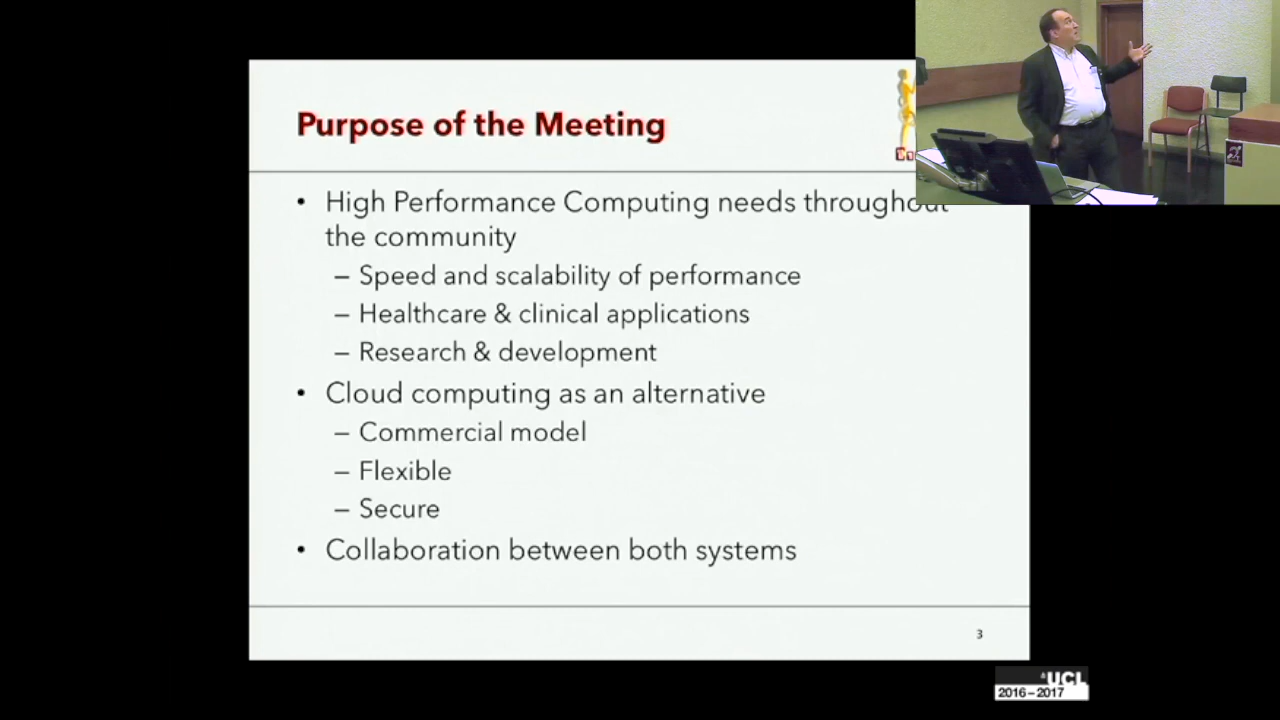 Purpose of the Meeting
• High Performance Computing needs throughout
the community
– Speed and scalability of performance
– Healthcare & clinical applications
– Research & development
• Cloud computing as an alternative
– Commercial model
– Flexible
– Secure
• Collaboration between both systems
3
UCL
2016–2017